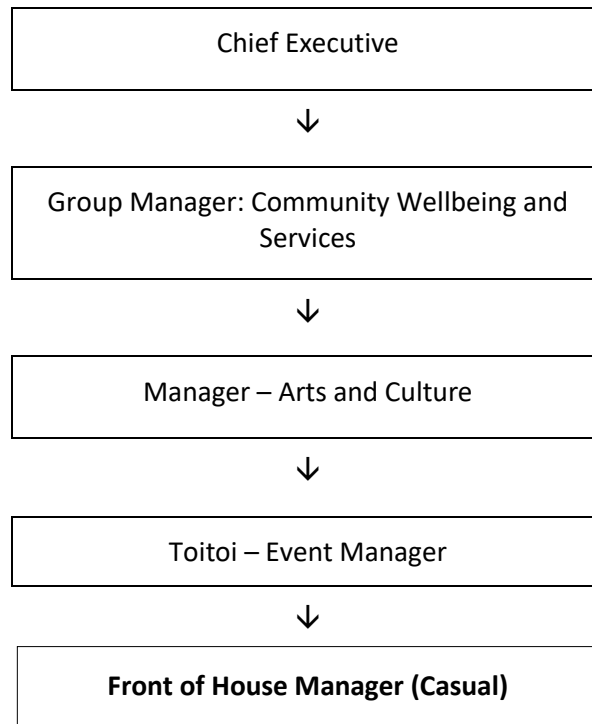 Chief Executive
↓
Group Manager: Community Wellbeing and
Services
↓
Manager – Arts and Culture
↓
Toitoi – Event Manager
↓
Front of House Manager (Casual)